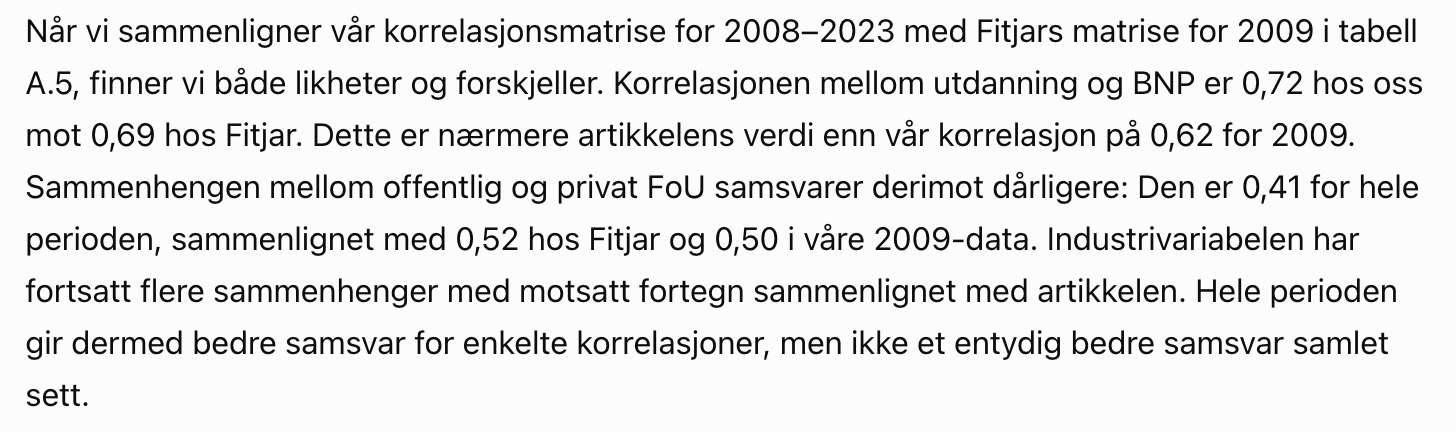 Når vi sammenligner vår korrelasjonsmatrise for 2008–2023 med Fitjars matrise for 2009 i tabell
A.5, finner vi både likheter og forskjeller. Korrelasjonen mellom utdanning og BNP er 0,72 hos oss
mot 0,69 hos Fitjar. Dette er nærmere artikkelens verdi enn vår korrelasjon på 0,62 for 2009.
Sammenhengen mellom offentlig og privat FoU samsvarer derimot dårligere: Den er 0,41 for hele
perioden, sammenlignet med 0,52 hos Fitjar og 0,50 i våre 2009-data. Industrivariabelen har
fortsatt flere sammenhenger med motsatt fortegn sammenlignet med artikkelen. Hele perioden
gir dermed bedre samsvar for enkelte korrelasjoner, men ikke et entydig bedre samsvar samlet
sett.